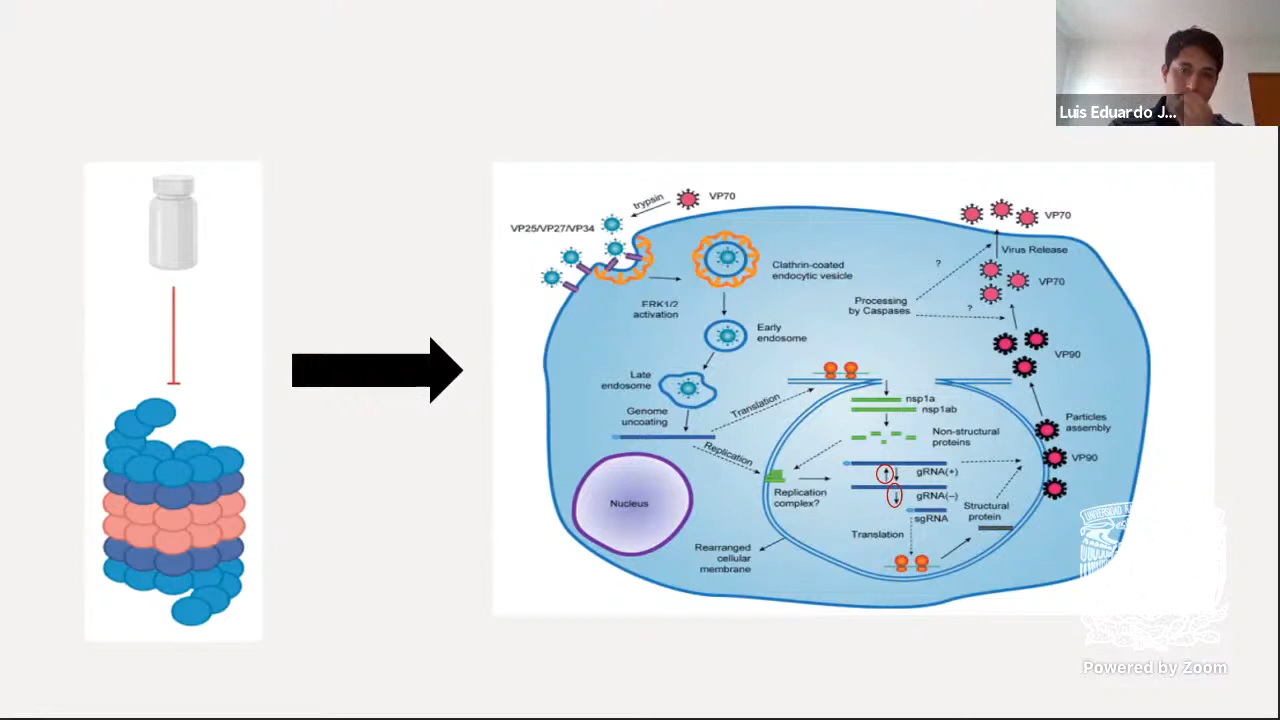 Luis Eduardo J...
trypsin
VP70
VP25/VP27/VP34
ERK1/2
activation
Clathrin-coated
endocytic vesicle
Early
endosome
Late
endosome
Genome
uncoating
Translation
Replication
Nucleus
Replication
complex?
Rearranged
cellular
membrane
nsp1a
nsp1ab
Non-structural
proteins
gRNA(+)
gRNA(–)
sgRNA
Translation
Structural
protein
Processing
by Caspases
?
?
VP70
Virus Release
VP70
VP90
Particles
assembly
VP90
Powered by Zoom